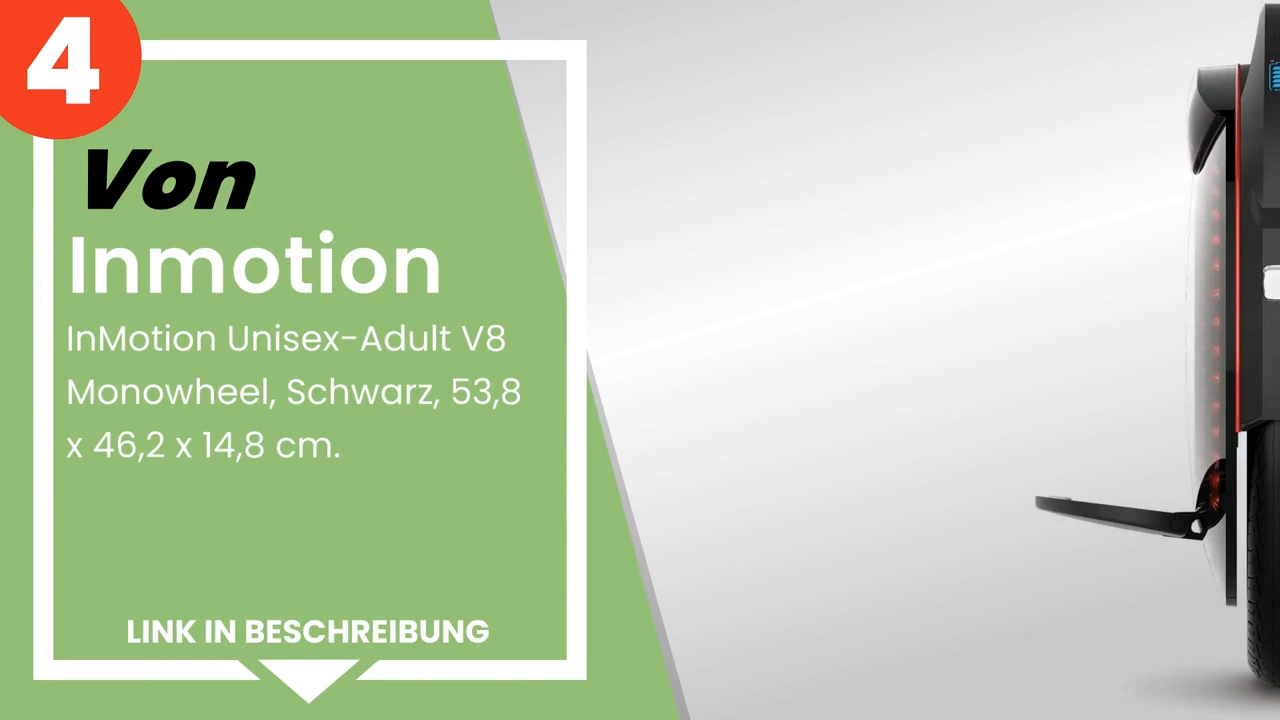 4
Von
Inmotion
InMotion Unisex-Adult V8
Monowheel, Schwarz, 53,8
x 46,2 x 14,8 cm.
LINK IN BESCHREIBUNG